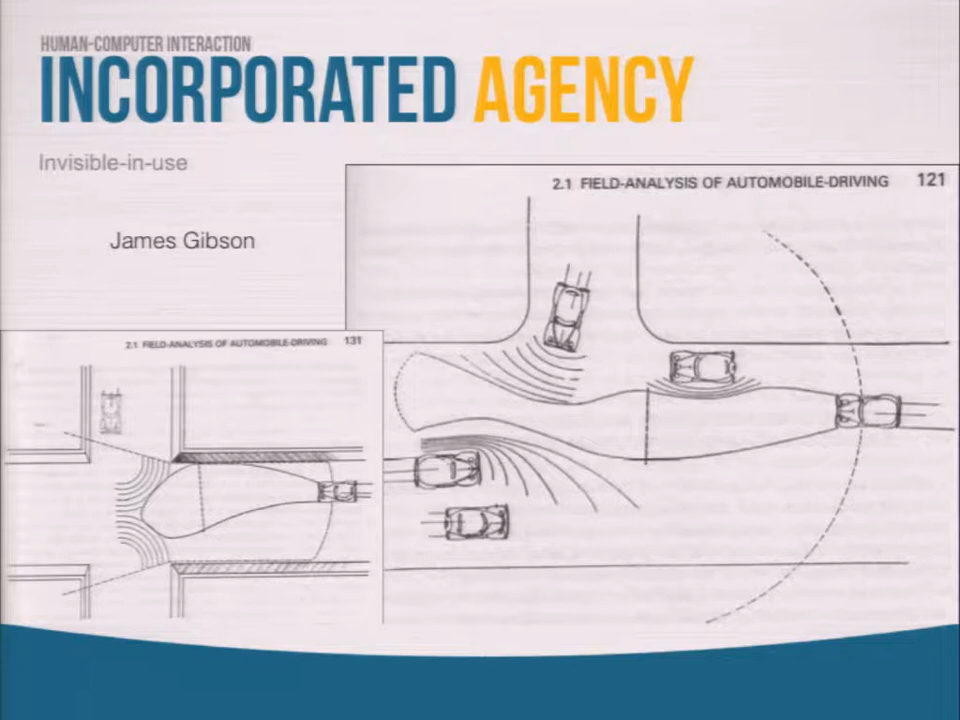 HUMAN-COMPUTER INTERACTION
INCORPORATED AGENCY
Invisible-in-use
James Gibson
2.1 FIELD-ANALYSIS OF AUTOMOBILE-DRIVING 121
2.1 FIELD-ANALYSIS OF AUTOMOBILE-DRIVING 131